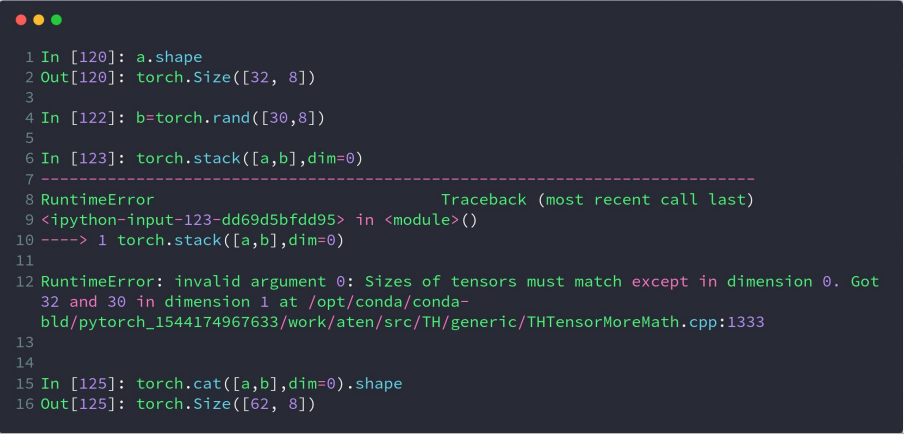 1 In [120]: a.shape
2 Out[120]: torch.Size([32, 8])
3
4 In [122]: b=torch.rand([30,8])
5
6 In [123]: torch.stack([a,b],dim=0)
7 ---------------------------------------------------------------------------
8 RuntimeError                              Traceback (most recent call last)
9 <ipython-input-123-dd69d5bfdd95> in <module>()
10 ----> 1 torch.stack([a,b],dim=0)
11
12 RuntimeError: invalid argument 0: Sizes of tensors must match except in dimension 0. Got
32 and 30 in dimension 1 at /opt/conda/conda-
bld/pytorch_1544174967633/work/aten/src/TH/generic/THTensorMoreMath.cpp:1333
13
14
15 In [125]: torch.cat([a,b],dim=0).shape
16 Out[125]: torch.Size([62, 8])